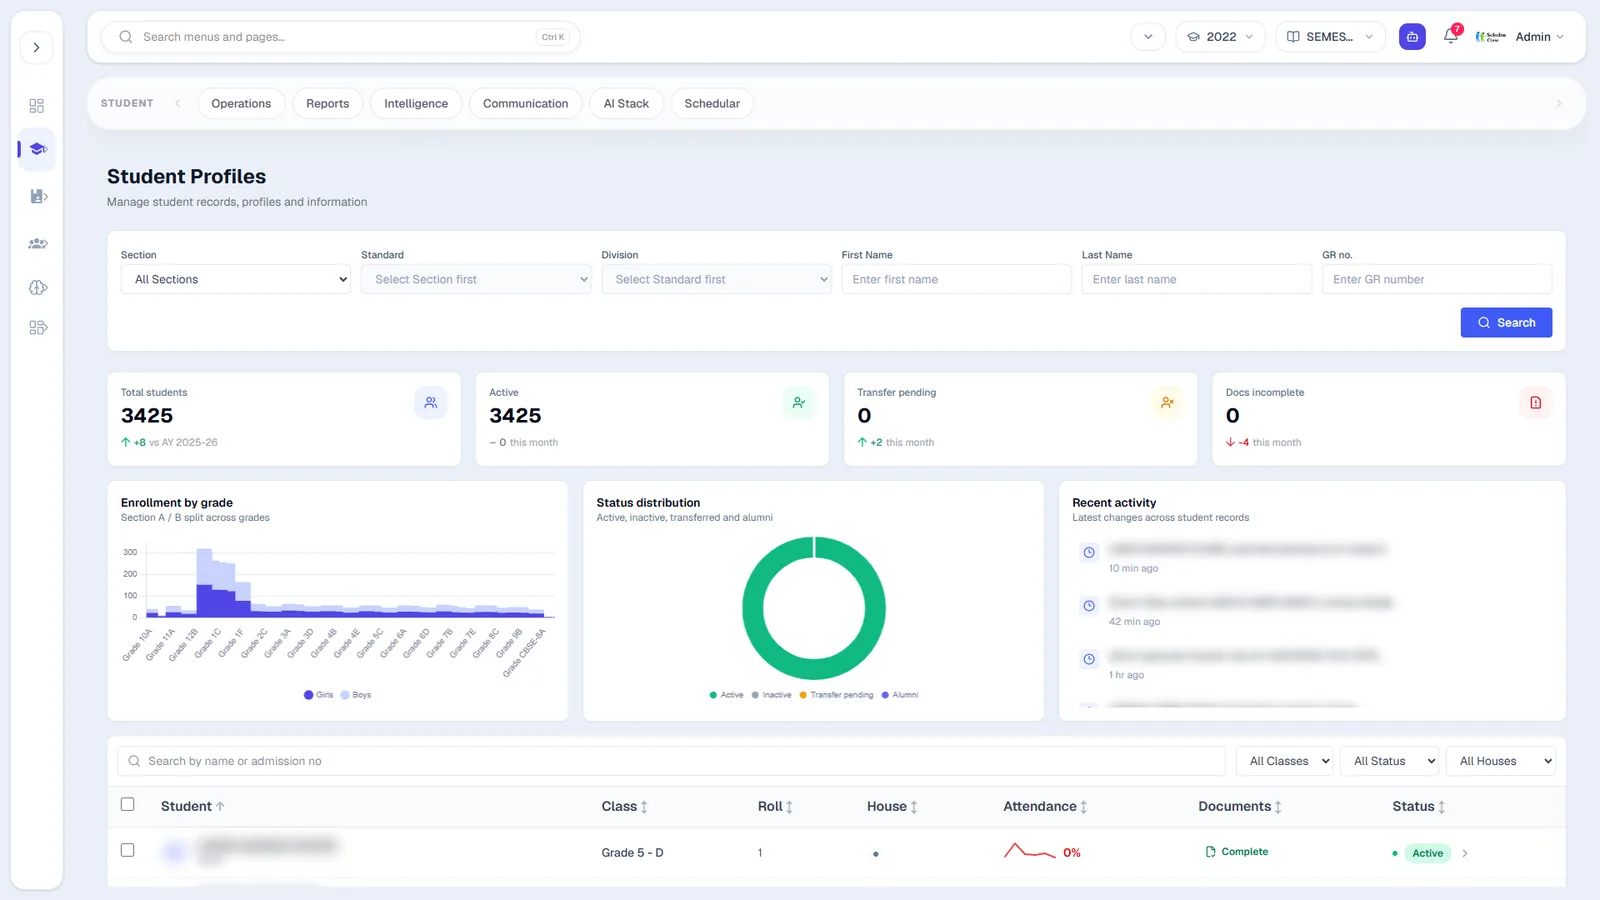 Search menus and pages...
Ctrl K
2022
SEMES...
7
Scholar Clone
Admin
STUDENT
Operations
Reports
Intelligence
Communication
AI Stack
Schedular
Student Profiles
Manage student records, profiles and information
Section
Standard
Division
First Name
Last Name
GR no.
All Sections
Select Section first
Select Standard first
Enter first name
Enter last name
Enter GR number
Search
Total students
3425
+8 vs AY 2025-26
Active
3425
– 0 this month
Transfer pending
0
+2 this month
Docs incomplete
0
-4 this month
Enrollment by grade
Section A / B split across grades
300
200
100
0
Grade 10A
Grade 11A
Grade 12B
Grade 1C
Grade 1F
Grade 2C
Grade 3A
Grade 3D
Grade 4B
Grade 4E
Grade 5C
Grade 6A
Grade 6D
Grade 7B
Grade 7E
Grade 8C
Grade 9B
Grade CBSE-8A
Girls
Boys
Status distribution
Active, inactive, transferred and alumni
Active
Inactive
Transfer pending
Alumni
Recent activity
Latest changes across student records
10 min ago
42 min ago
1 hr ago
Search by name or admission no
All Classes
All Status
All Houses
Student
Class
Roll
House
Attendance
Documents
Status
Grade 5 - D
1
0%
Complete
Active